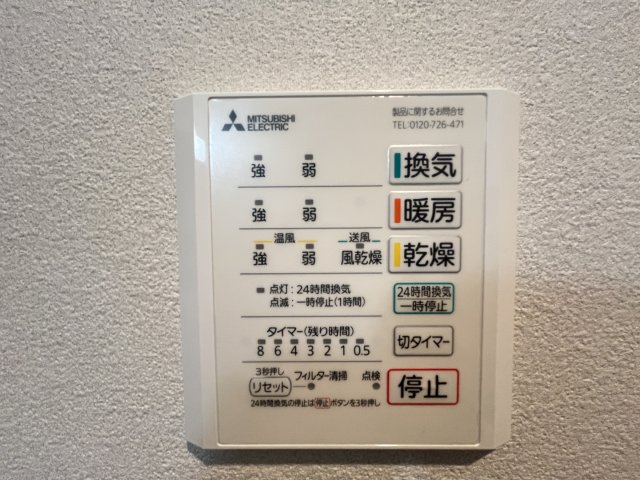 MITSUBISHI
ELECTRIC
製品に関するお問合せ
TEL:0120-726-471
強 弱 換気
強 弱 暖房
温風 送風
強 弱 風乾燥 乾燥
点灯:24時間換気
点滅:一時停止(1時間)
24時間換気
一時停止
タイマー(残り時間)
8 6 4 3 2 1 0.5
切タイマー
3秒押し
リセット フィルター清掃 点検
停止
24時間換気の停止は停止ボタンを3秒押し